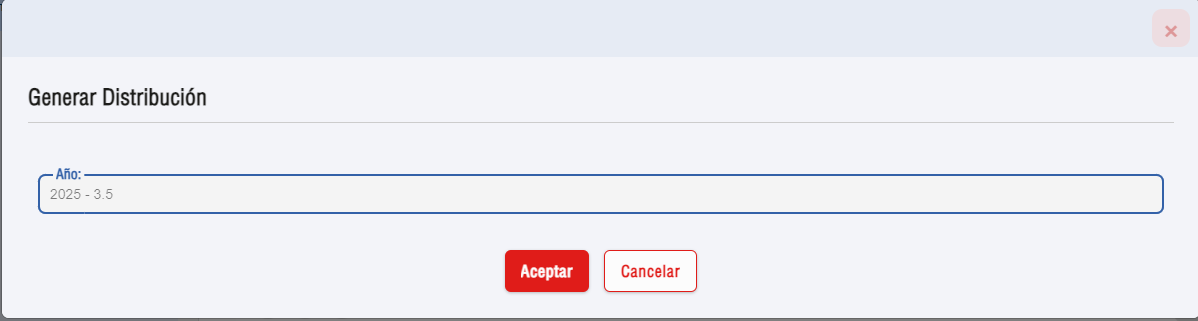 ×
Generar Distribución
Año:
2025 - 3.5
Aceptar
Cancelar